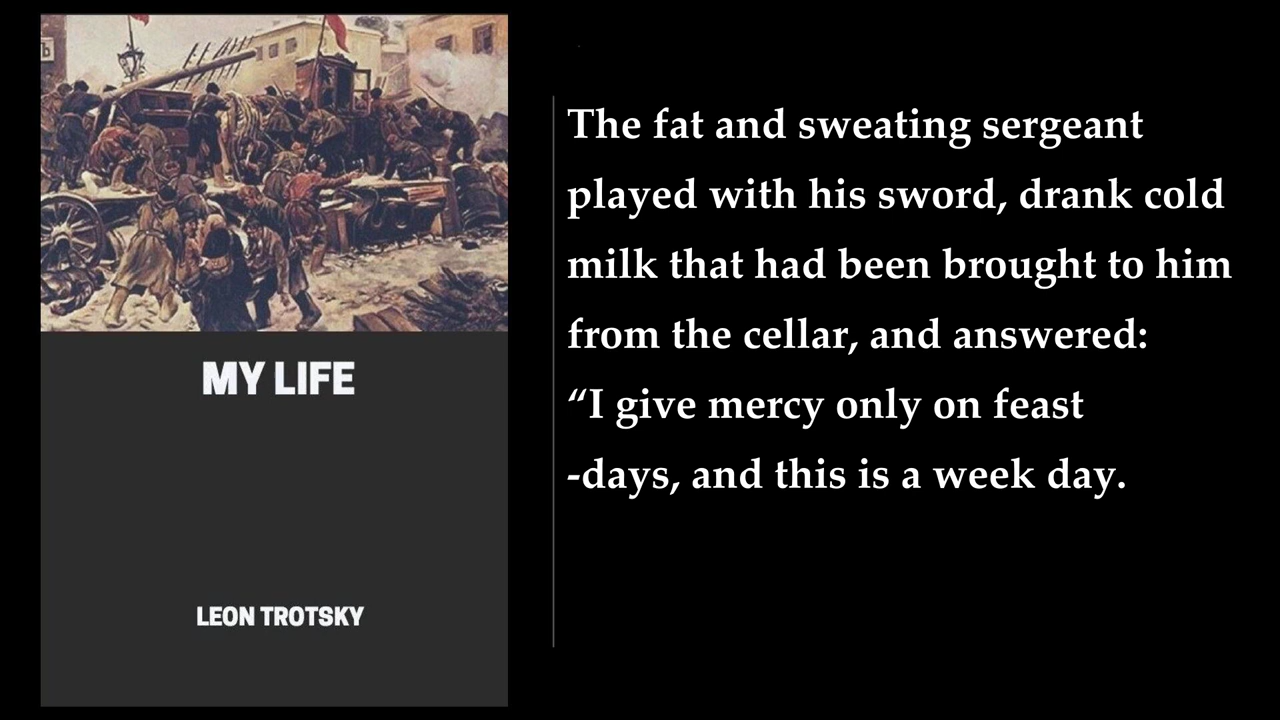 Ъ
MY LIFE
LEON TROTSKY
The fat and sweating sergeant
played with his sword, drank cold
milk that had been brought to him
from the cellar, and answered:
“I give mercy only on feast
-days, and this is a week day.